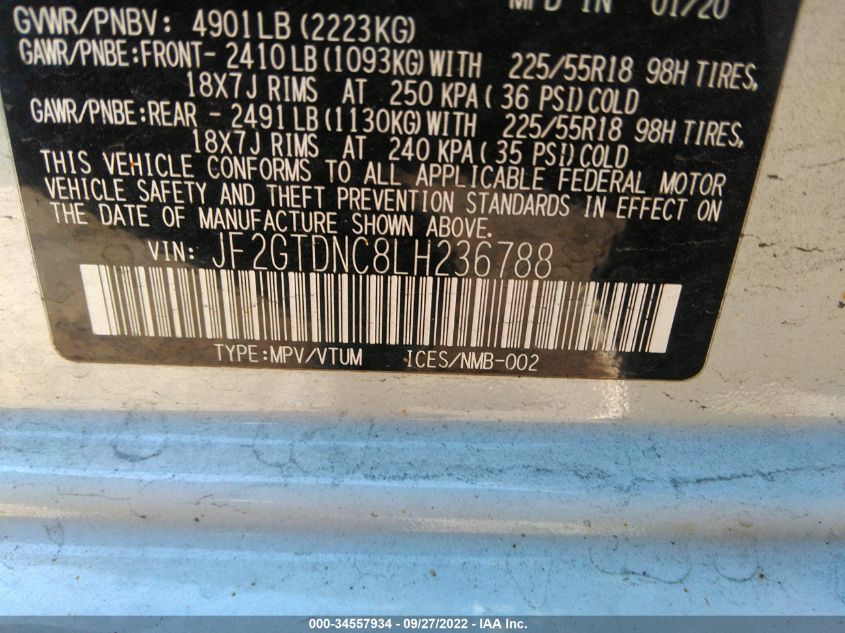 MFD IN 01/20
GVWR/PNBV: 4901LB (2223KG)
GAWR/PNBE:FRONT- 2410LB (1093KG)WITH 225/55R18 98H TIRES,
18X7J RIMS AT 250 KPA( 36 PSI)COLD
GAWR/PNBE:REAR - 2491LB (1130KG)WITH 225/55R18 98H TIRES,
18X7J RIMS AT 240 KPA( 35 PSI)COLD
THIS VEHICLE CONFORMS TO ALL APPLICABLE FEDERAL MOTOR
VEHICLE SAFETY AND THEFT PREVENTION STANDARDS IN EFFECT ON
THE DATE OF MANUFACTURE SHOWN ABOVE.
VIN: JF2GTDNC8LH236788
TYPE:MPV/VTUM ICES/NMB-002
000-34557934 - 09/27/2022 - IAA Inc.